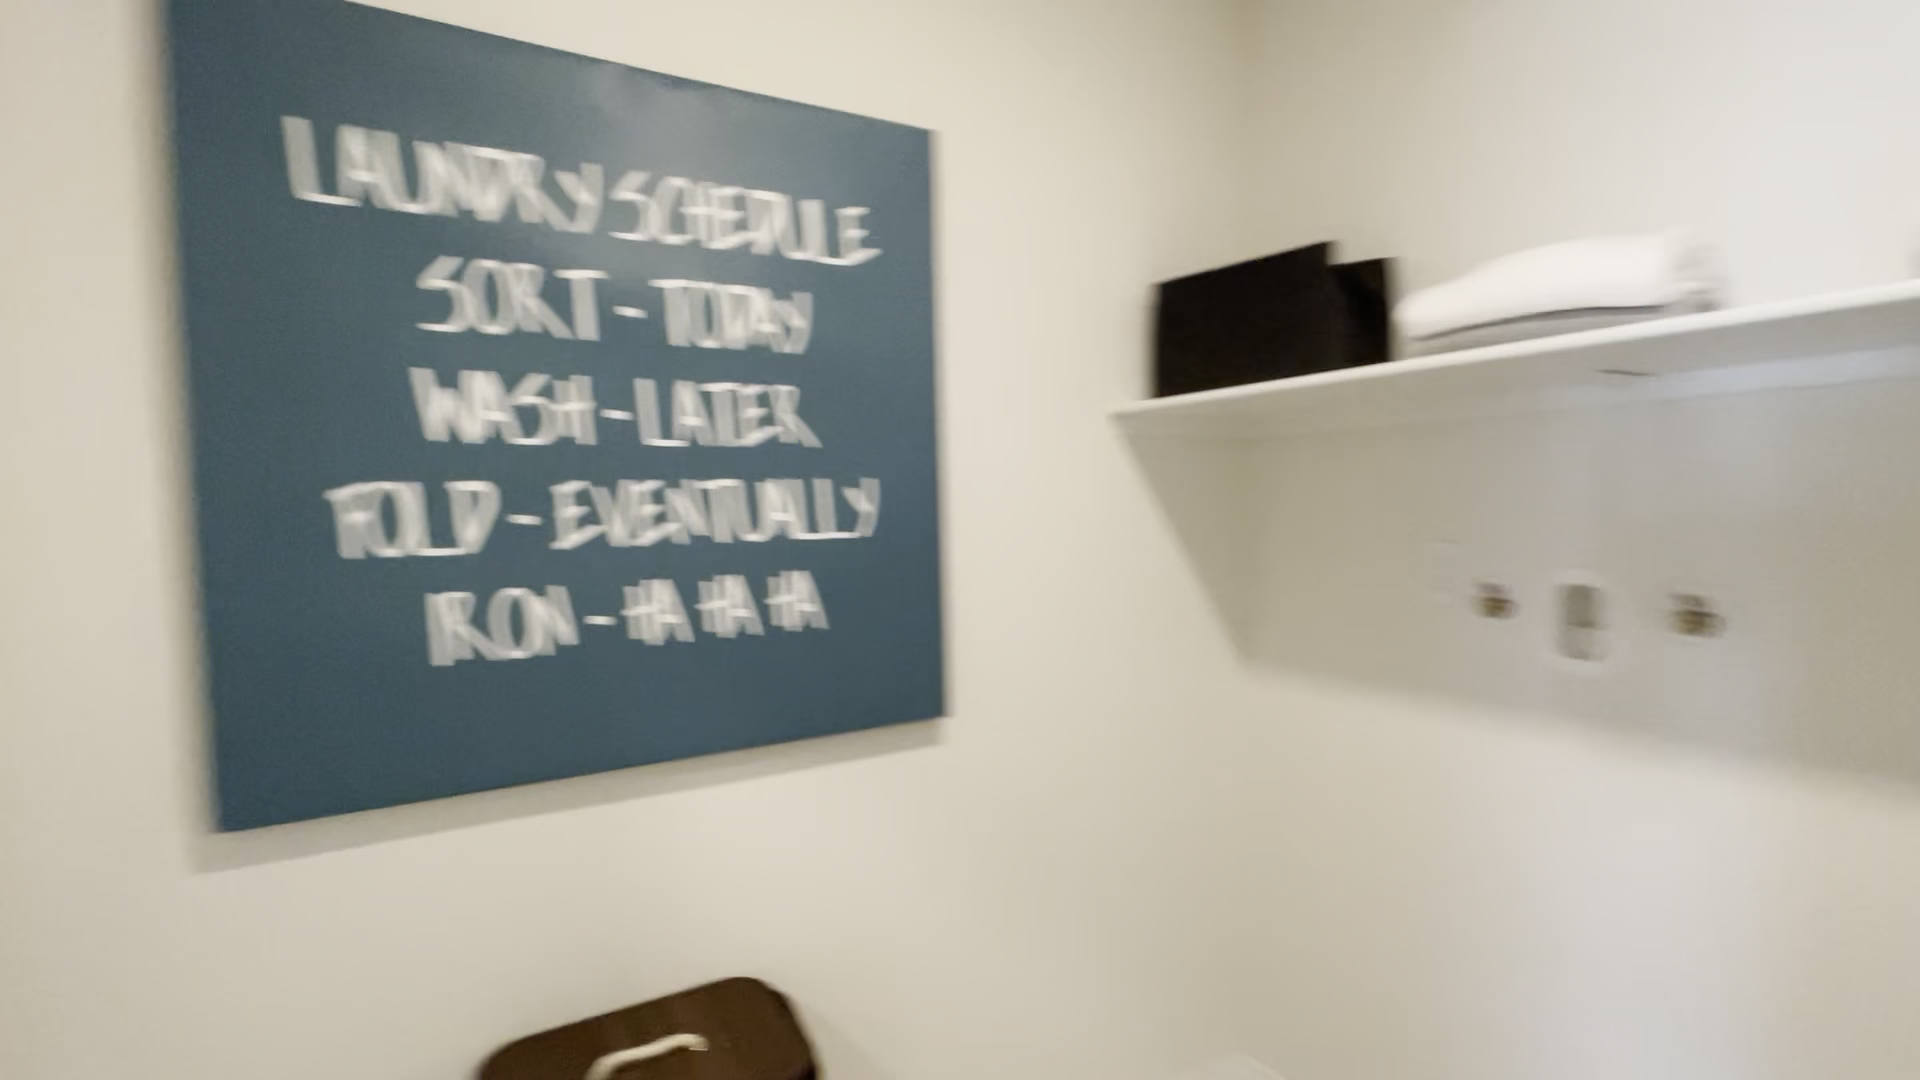 LAUNDRY SCHEDULE
SORT - TODAY
WASH - LATER
FOLD - EVENTUALLY
IRON - HA HA HA